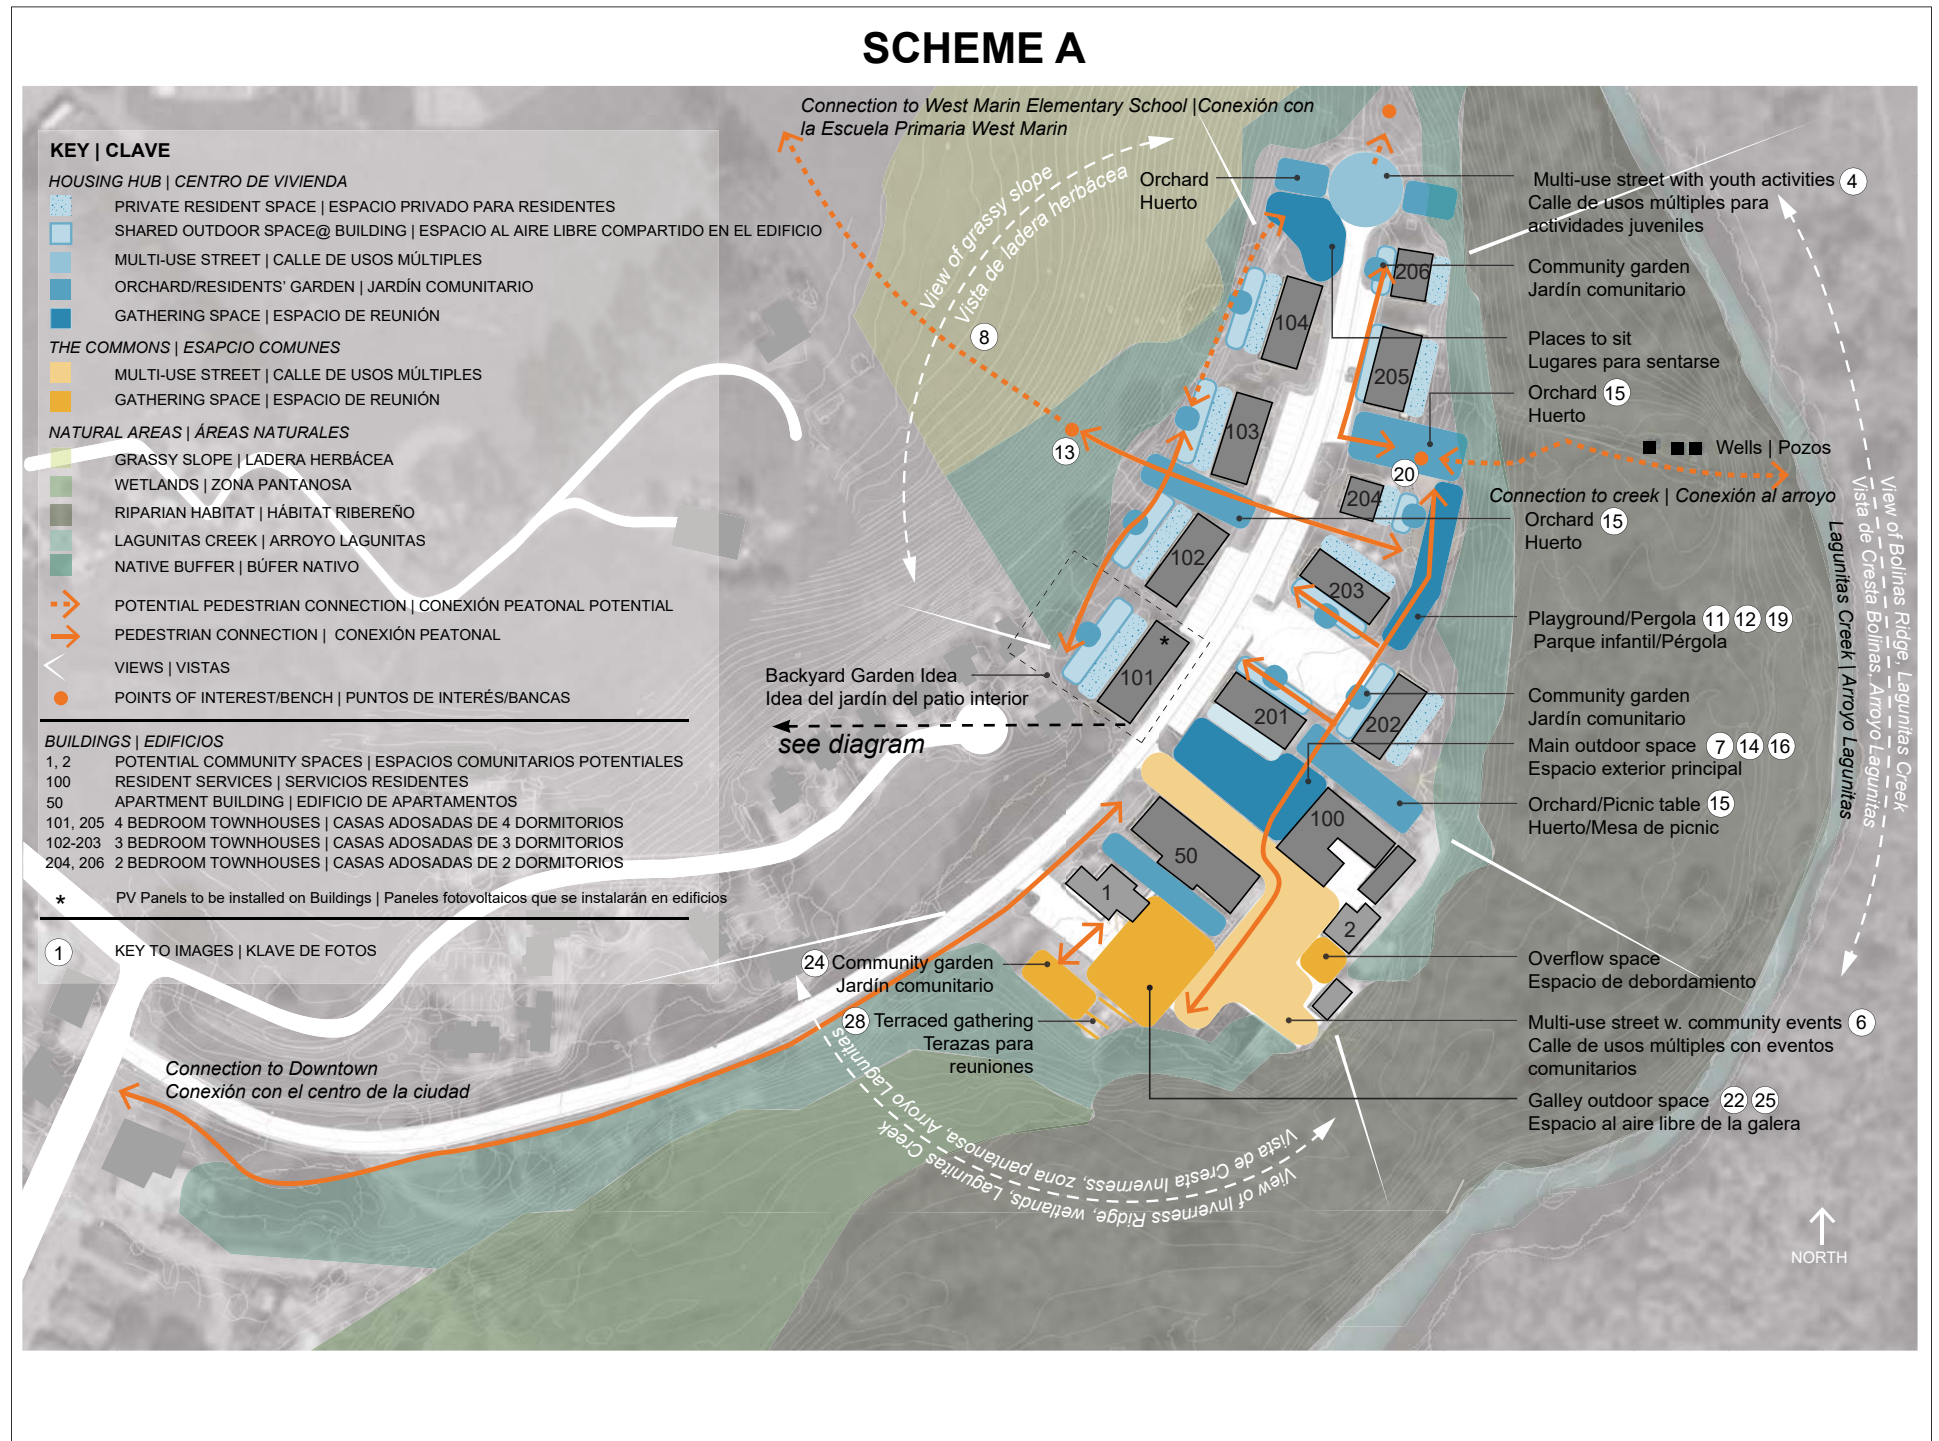 SCHEME A
KEY | CLAVE
HOUSING HUB | CENTRO DE VIVIENDA
PRIVATE RESIDENT SPACE | ESPACIO PRIVADO PARA RESIDENTES
SHARED OUTDOOR SPACE@ BUILDING | ESPACIO AL AIRE LIBRE COMPARTIDO EN EL EDIFICIO
MULTI-USE STREET | CALLE DE USOS MÚLTIPLES
ORCHARD/RESIDENTS' GARDEN | JARDÍN COMUNITARIO
GATHERING SPACE | ESPACIO DE REUNIÓN
THE COMMONS | ESAPCIO COMUNES
MULTI-USE STREET | CALLE DE USOS MÚLTIPLES
GATHERING SPACE | ESPACIO DE REUNIÓN
NATURAL AREAS | ÁREAS NATURALES
GRASSY SLOPE | LADERA HERBÁCEA
WETLANDS | ZONA PANTANOSA
RIPARIAN HABITAT | HÁBITAT RIBEREÑO
LAGUNITAS CREEK | ARROYO LAGUNITAS
NATIVE BUFFER | BÚFER NATIVO
POTENTIAL PEDESTRIAN CONNECTION | CONEXIÓN PEATONAL POTENTIAL
PEDESTRIAN CONNECTION | CONEXIÓN PEATONAL
VIEWS | VISTAS
POINTS OF INTEREST/BENCH | PUNTOS DE INTERÉS/BANCAS
BUILDINGS | EDIFICIOS
1, 2 POTENTIAL COMMUNITY SPACES | ESPACIOS COMUNITARIOS POTENTIALES
100 RESIDENT SERVICES | SERVICIOS RESIDENTES
50 APARTMENT BUILDING | EDIFICIO DE APARTAMENTOS
101, 205 4 BEDROOM TOWNHOUSES | CASAS ADOSADAS DE 4 DORMITORIOS
102-203 3 BEDROOM TOWNHOUSES | CASAS ADOSADAS DE 3 DORMITORIOS
204, 206 2 BEDROOM TOWNHOUSES | CASAS ADOSADAS DE 2 DORMITORIOS
* PV Panels to be installed on Buildings | Paneles fotovoltaicos que se instalarán en edificios
1 KEY TO IMAGES | KLAVE DE FOTOS
Connection to West Marin Elementary School |Conexión con
la Escuela Primaria West Marin
View of grassy slope
Vista de ladera herbácea
8
13
Orchard
Huerto
104
103
102
101
*
206
205
204
203
202
201
100
50
1
2
20
Backyard Garden Idea
Idea del jardín del patio interior
see diagram
Multi-use street with youth activities 4
Calle de usos múltiples para
actividades juveniles
Community garden
Jardín comunitario
Places to sit
Lugares para sentarse
Orchard 15
Huerto
Wells | Pozos
Connection to creek | Conexión al arroyo
Orchard 15
Huerto
Playground/Pergola 11 12 19
Parque infantil/Pérgola
Community garden
Jardín comunitario
Main outdoor space 7 14 16
Espacio exterior principal
Orchard/Picnic table 15
Huerto/Mesa de picnic
Overflow space
Espacio de debordamiento
Multi-use street w. community events 6
Calle de usos múltiples con eventos
comunitarios
Galley outdoor space 22 25
Espacio al aire libre de la galera
24 Community garden
Jardín comunitario
28 Terraced gathering
Terazas para
reuniones
Connection to Downtown
Conexión con el centro de la ciudad
Vista de Cresta Inverness, zona pantanosa, Arroyo Lagunitas
View of Inverness Ridge, wetlands, Lagunitas Creek
Lagunitas Creek | Arroyo Lagunitas
Vista de Cresta Bolinas, Arroyo Lagunitas
View of Bolinas Ridge, Lagunitas Creek
NORTH